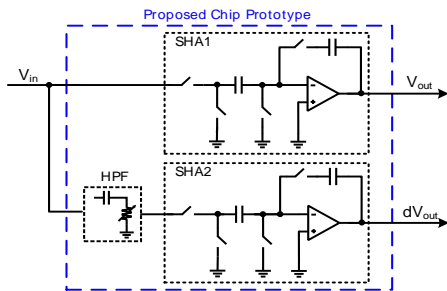 Proposed Chip Prototype
SHA1
Vin
Vout
HPF
SHA2
dVout